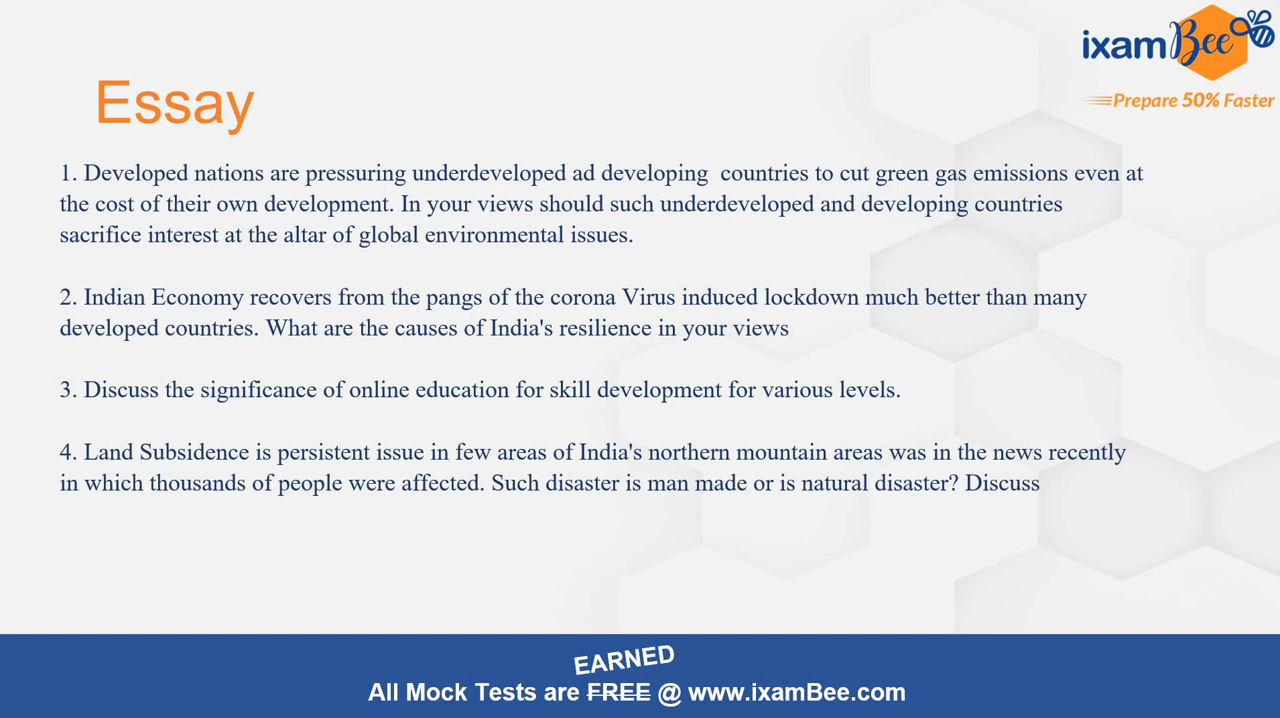 ixamBee
Prepare 50% Faster
Essay
1. Developed nations are pressuring underdeveloped ad developing  countries to cut green gas emissions even at
the cost of their own development. In your views should such underdeveloped and developing countries
sacrifice interest at the altar of global environmental issues.
2. Indian Economy recovers from the pangs of the corona Virus induced lockdown much better than many
developed countries. What are the causes of India's resilience in your views
3. Discuss the significance of online education for skill development for various levels.
4. Land Subsidence is persistent issue in few areas of India's northern mountain areas was in the news recently
in which thousands of people were affected. Such disaster is man made or is natural disaster? Discuss
EARNED
All Mock Tests are FREE @ www.ixamBee.com